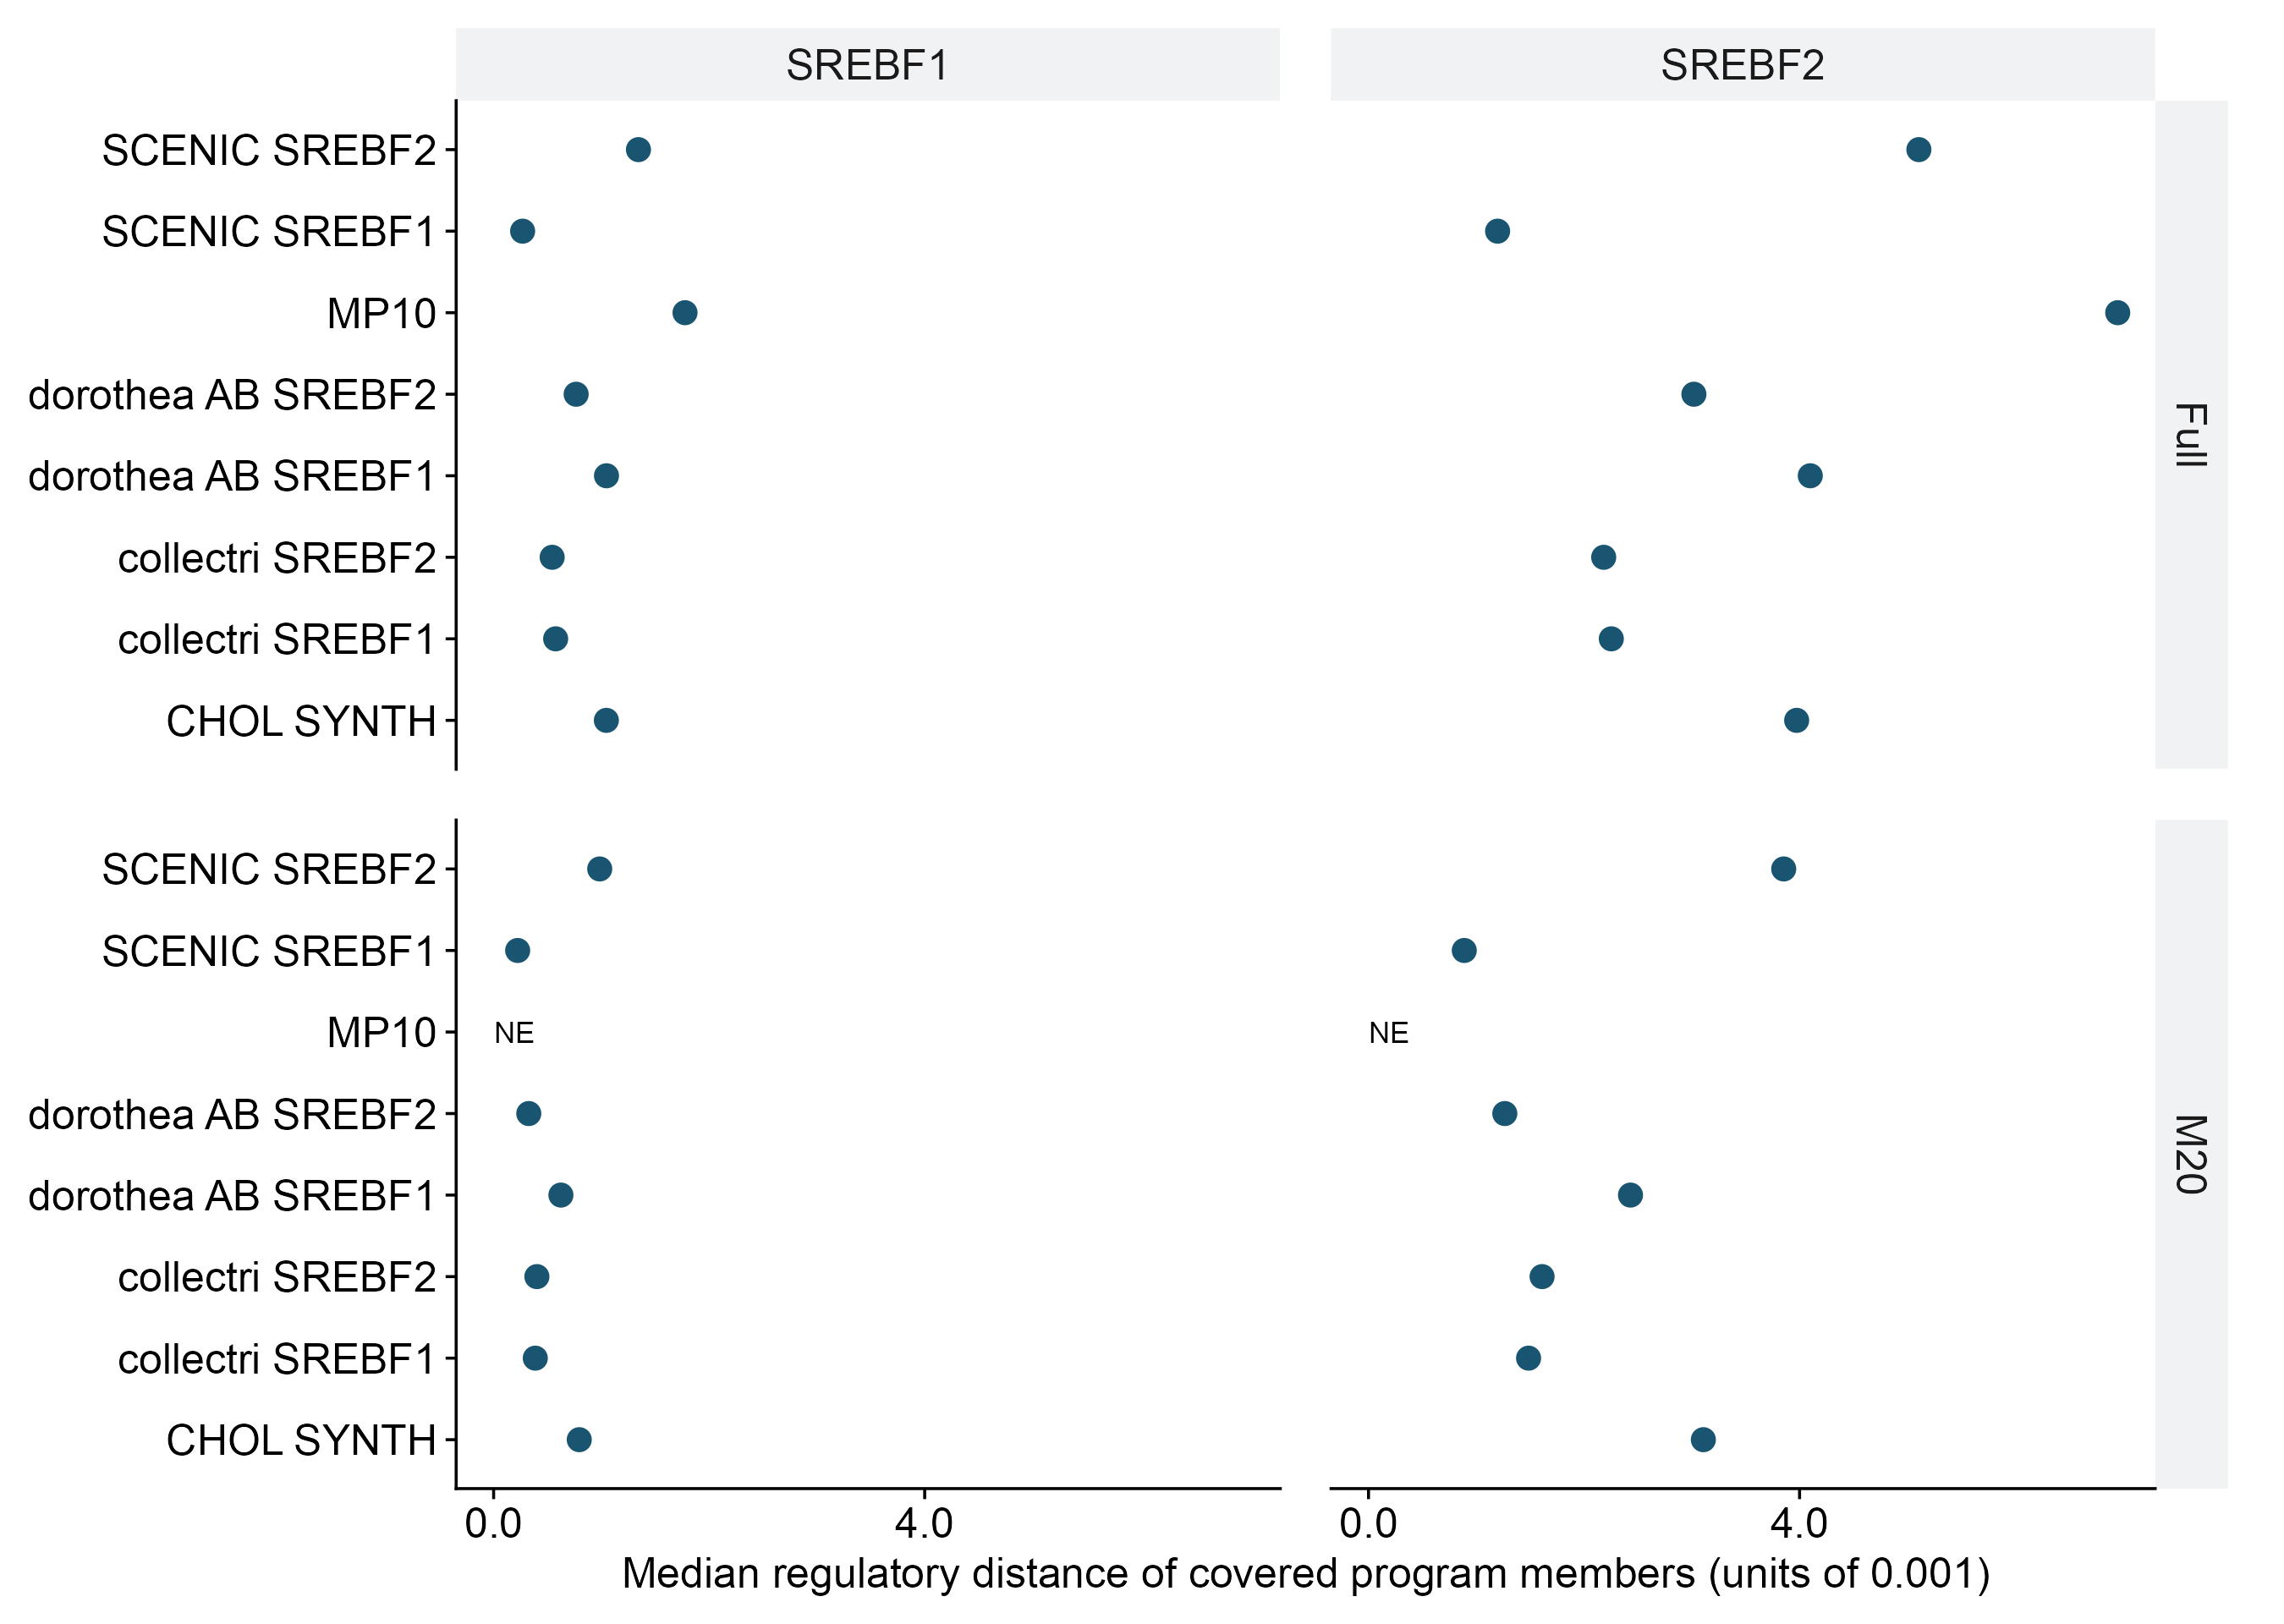 SREBF1
SREBF2
SCENIC SREBF2
SCENIC SREBF1
MP10
dorothea AB SREBF2
dorothea AB SREBF1
collectri SREBF2
collectri SREBF1
CHOL SYNTH
Full
SCENIC SREBF2
SCENIC SREBF1
MP10
NE
NE
dorothea AB SREBF2
dorothea AB SREBF1
collectri SREBF2
collectri SREBF1
CHOL SYNTH
M20
0.0
4.0
0.0
4.0
Median regulatory distance of covered program members (units of 0.001)